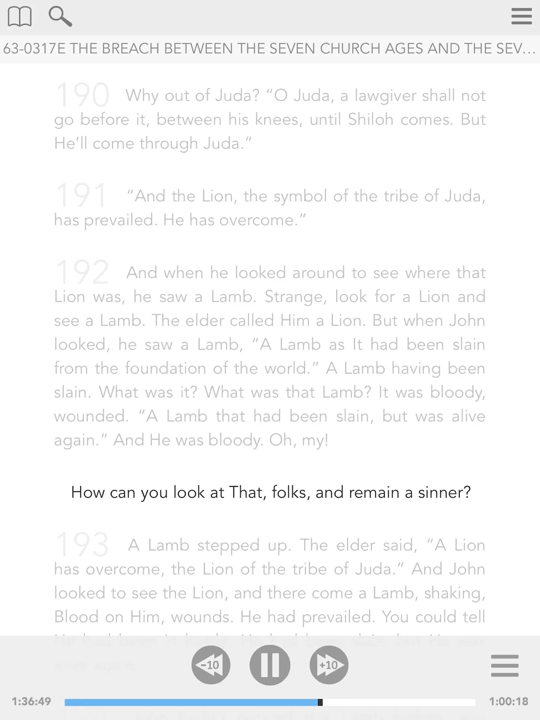 63-0317E THE BREACH BETWEEN THE SEVEN CHURCH AGES AND THE SEV…
190 Why out of Juda? “O Juda, a lawgiver shall not
go before it, between his knees, until Shiloh comes. But
He’ll come through Juda.”
191 “And the Lion, the symbol of the tribe of Juda,
has prevailed. He has overcome.”
192 And when he looked around to see where that
Lion was, he saw a Lamb. Strange, look for a Lion and
see a Lamb. The elder called Him a Lion. But when John
looked, he saw a Lamb, “A Lamb as It had been slain
from the foundation of the world.” A Lamb having been
slain. What was it? What was that Lamb? It was bloody,
wounded. “A Lamb that had been slain, but was alive
again.” And He was bloody. Oh, my!
How can you look at That, folks, and remain a sinner?
193 A Lamb stepped up. The elder said, “A Lion
has overcome, the Lion of the tribe of Juda.” And John
looked to see the Lion, and there come a Lamb, shaking,
Blood on Him, wounds. He had prevailed. You could tell
-10
+10
1:36:49
1:00:18